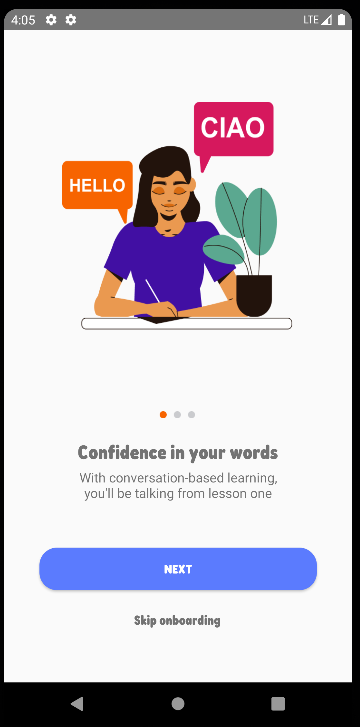 4:05
LTE
CIAO
HELLO
Confidence in your words
With conversation-based learning,
you'll be talking from lesson one
NEXT
Skip onboarding